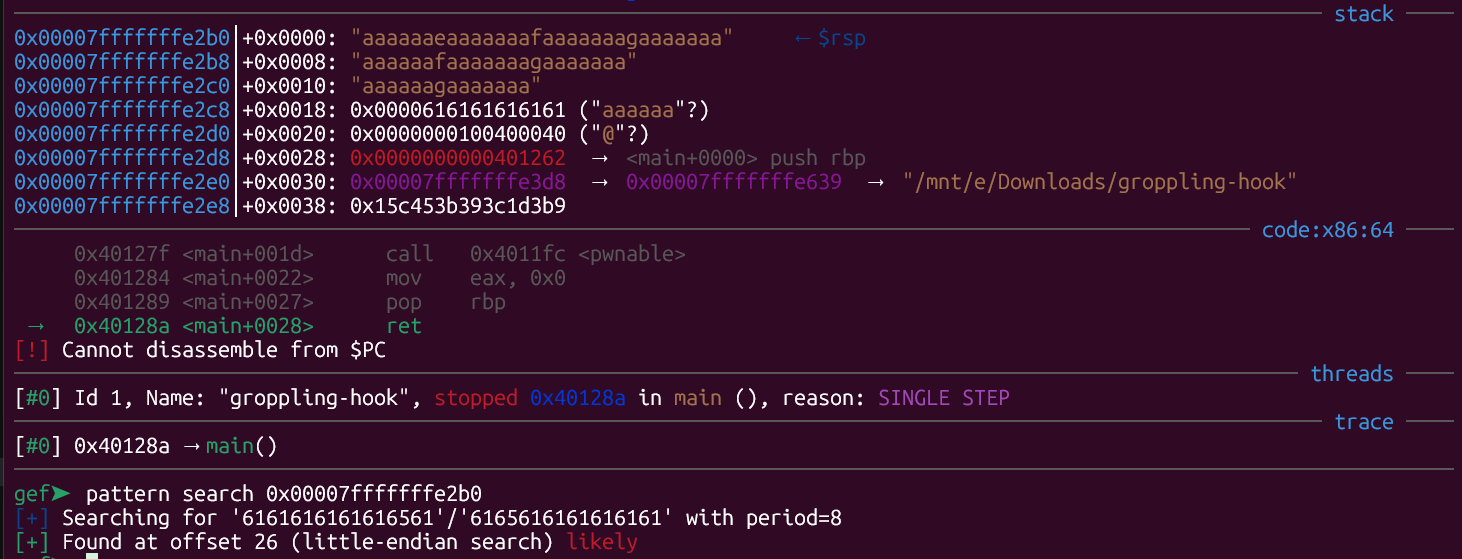 stack
0x00007fffffffe2b0│+0x0000: "aaaaaaeaaaaaaafaaaaaaagaaaaaaa"	 ← $rsp
0x00007fffffffe2b8│+0x0008: "aaaaaafaaaaaaagaaaaaaa"
0x00007fffffffe2c0│+0x0010: "aaaaaagaaaaaaa"
0x00007fffffffe2c8│+0x0018: 0x0000616161616161 ("aaaaaa"?)
0x00007fffffffe2d0│+0x0020: 0x0000000100400040 ("@"?)
0x00007fffffffe2d8│+0x0028: 0x0000000000401262 → <main+0000> push rbp
0x00007fffffffe2e0│+0x0030: 0x00007fffffffe3d8 → 0x00007fffffffe639 → "/mnt/e/Downloads/groppling-hook"
0x00007fffffffe2e8│+0x0038: 0x15c453b393c1d3b9
code:x86:64
0x40127f <main+001d> call 0x4011fc <pwnable>
0x401284 <main+0022> mov eax, 0x0
0x401289 <main+0027> pop rbp
→ 0x40128a <main+0028> ret
[!] Cannot disassemble from $PC
threads
[#0] Id 1, Name: "groppling-hook", stopped 0x40128a in main (), reason: SINGLE STEP
trace
[#0] 0x40128a → main()
gef➤ pattern search 0x00007fffffffe2b0
[+] Searching for '6161616161616561'/'6165616161616161' with period=8
[+] Found at offset 26 (little-endian search) likely